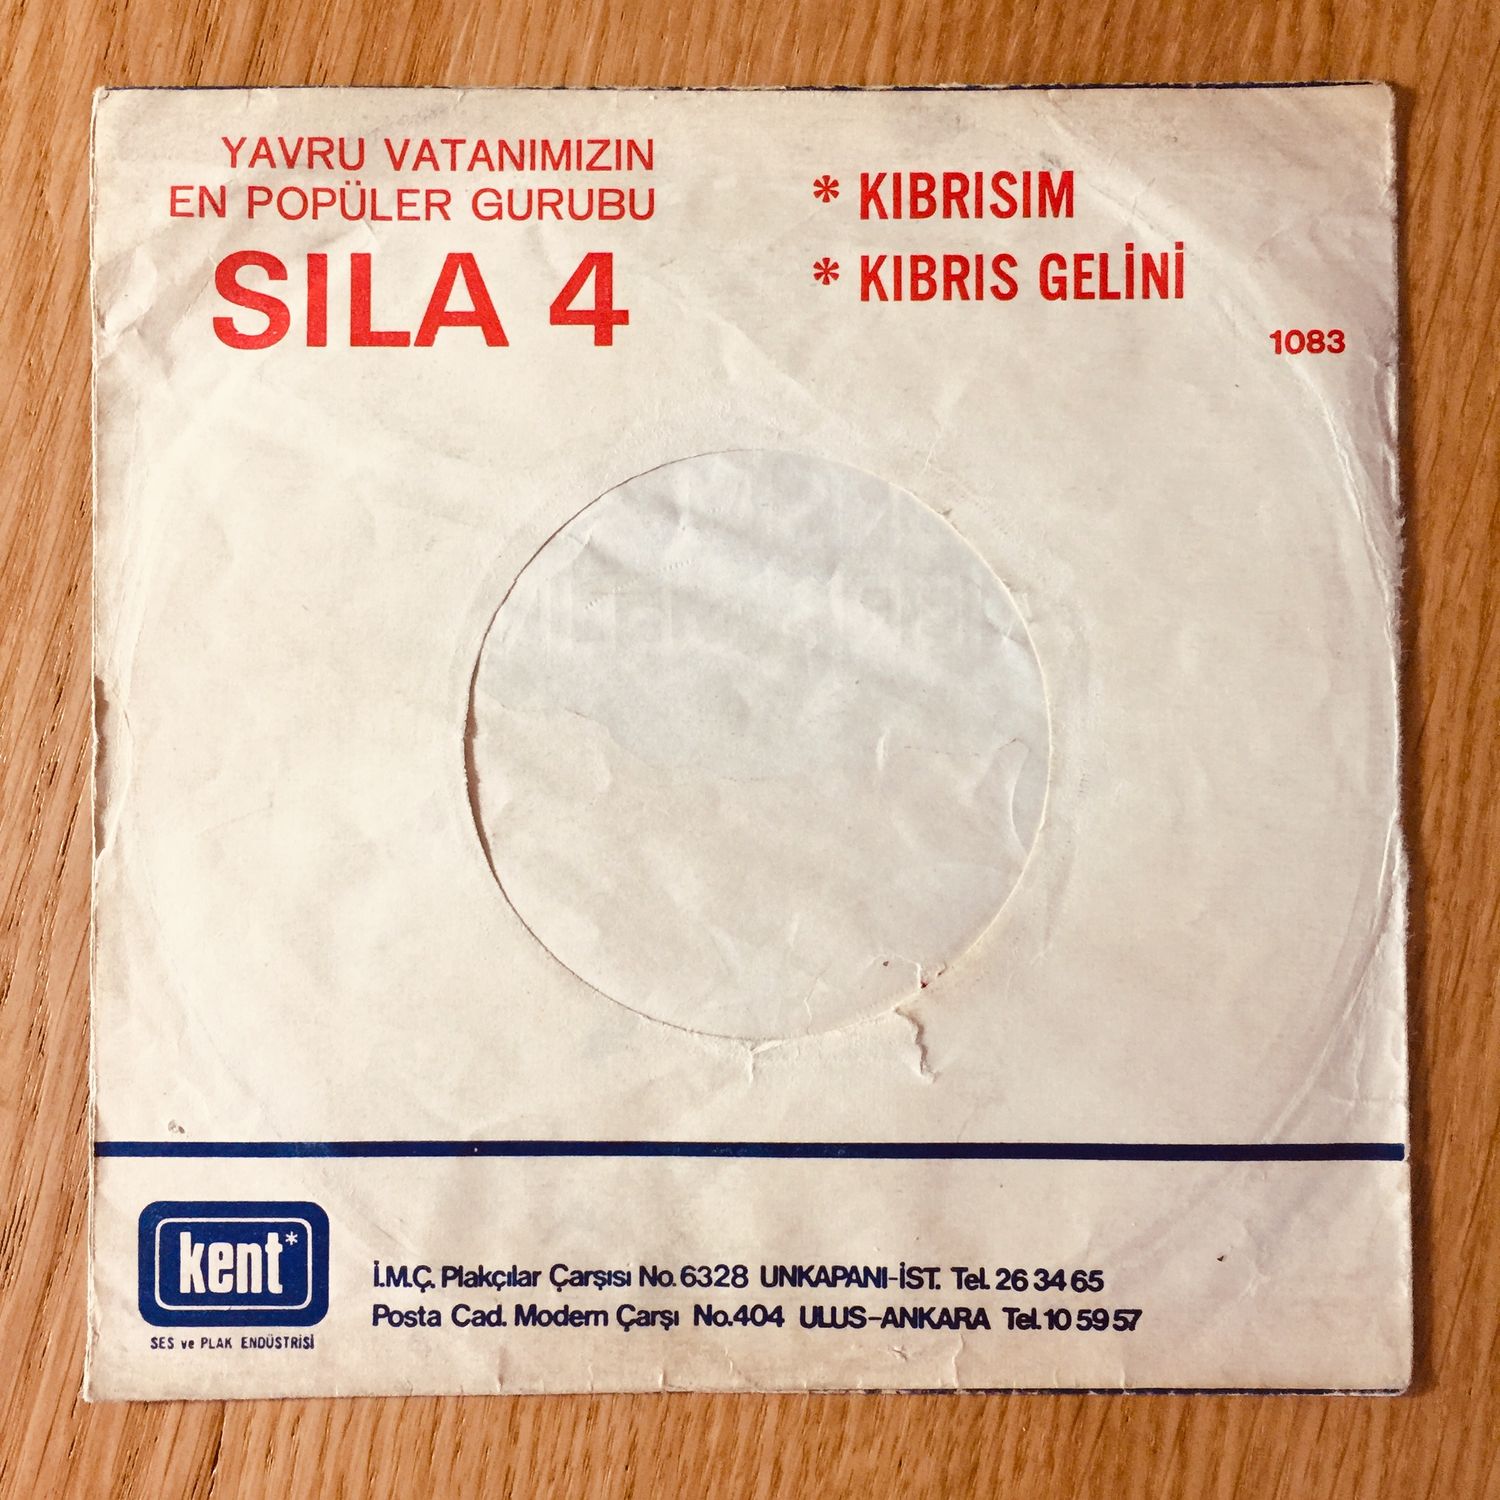 YAVRU VATANIMIZIN
EN POPÜLER GURUBU
SILA 4
* KIBRISIM
* KIBRIS GELİNİ
1083
kent*
SES ve PLAK ENDÜSTRİSİ
İ.M.Ç. Plakçılar Çarşısı No. 6328 UNKAPANI-İST. Tel. 26 34 65
Posta Cad. Modern Çarşı No.404 ULUS-ANKARA Tel. 10 59 57